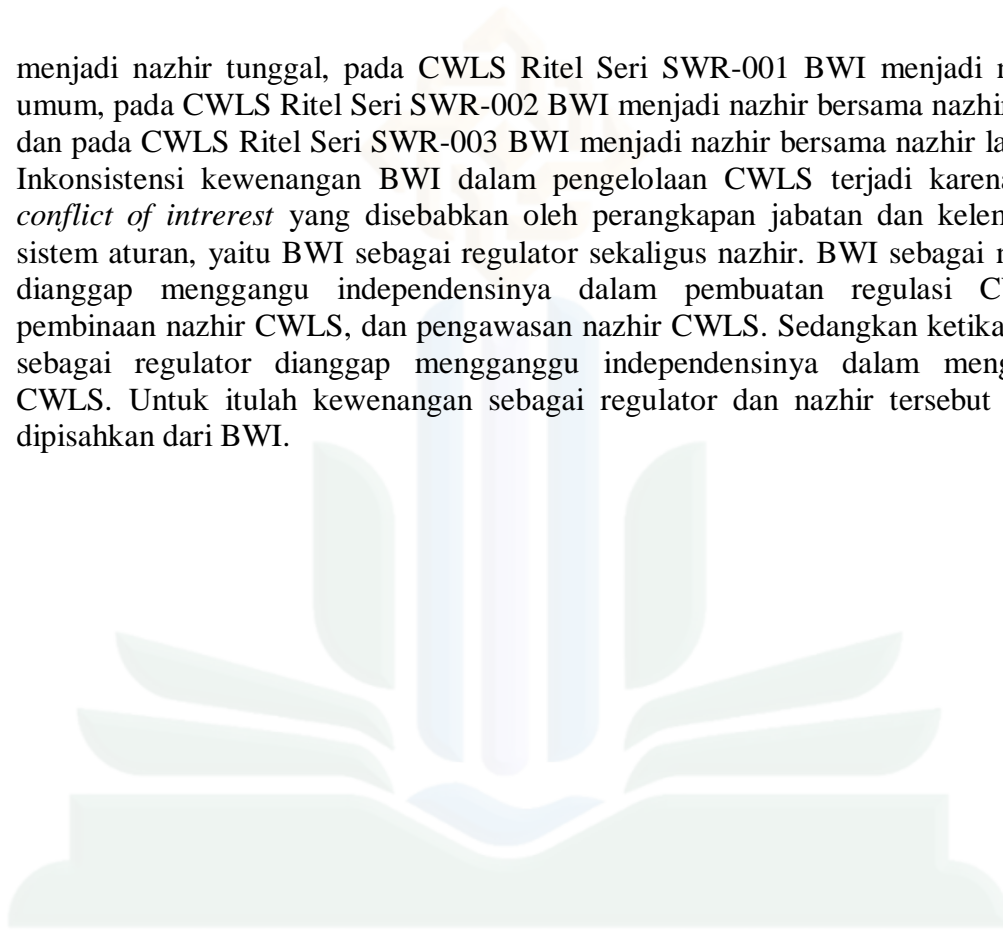 menjadi nazhir tunggal, pada CWLS Ritel Seri SWR-001 BWI menjadi
umum, pada CWLS Ritel Seri SWR-002 BWI menjadi nazhir bersama nazhir
dan pada CWLS Ritel Seri SWR-003 BWI menjadi nazhir bersama nazhir
Inkonsistensi kewenangan BWI dalam pengelolaan CWLS terjadi
conflict of intrerest yang disebabkan oleh perangkapan jabatan dan
sistem aturan, yaitu BWI sebagai regulator sekaligus nazhir. BWI sebagai
dianggap menggangu independensinya dalam pembuatan regulasi
pembinaan nazhir CWLS, dan pengawasan nazhir CWLS. Sedangkan ketika
sebagai regulator dianggap mengganggu independensinya dalam
CWLS. Untuk itulah kewenangan sebagai regulator dan nazhir tersebut
dipisahkan dari BWI.